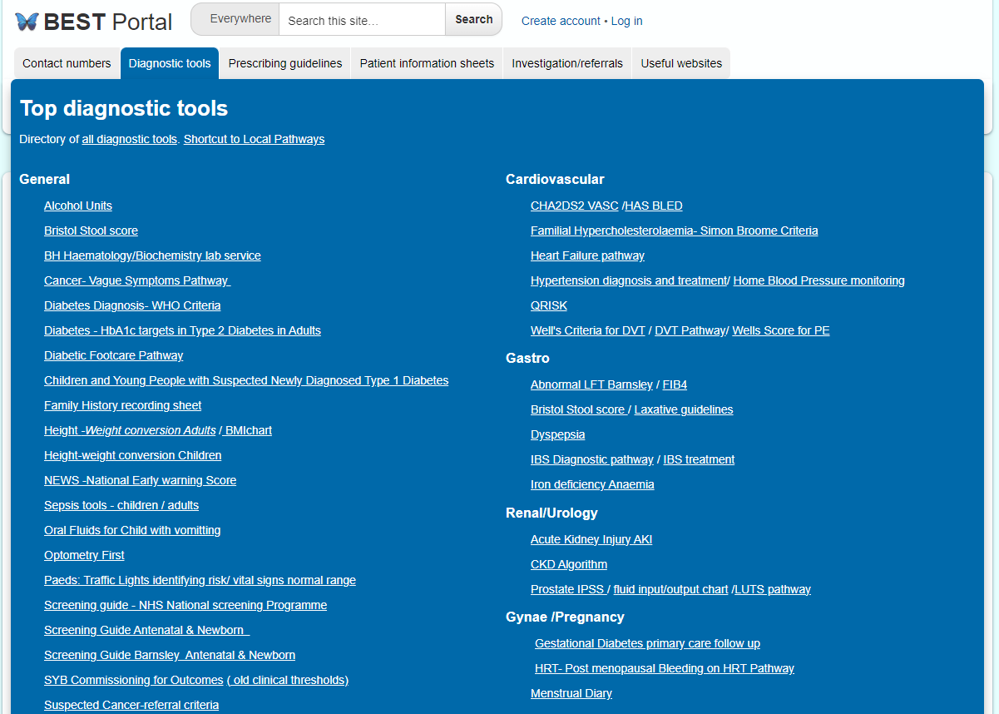 BEST Portal
Everywhere
Search this site…
Search
Create account • Log in
Contact numbers
Diagnostic tools
Prescribing guidelines
Patient information sheets
Investigation/referrals
Useful websites
Top diagnostic tools
Directory of all diagnostic tools. Shortcut to Local Pathways
General
Alcohol Units
Bristol Stool score
BH Haematology/Biochemistry lab service
Cancer- Vague Symptoms Pathway
Diabetes Diagnosis- WHO Criteria
Diabetes - HbA1c targets in Type 2 Diabetes in Adults
Diabetic Footcare Pathway
Children and Young People with Suspected Newly Diagnosed Type 1 Diabetes
Family History recording sheet
Height -Weight conversion Adults / BMIchart
Height-weight conversion Children
NEWS -National Early warning Score
Sepsis tools - children / adults
Oral Fluids for Child with vomitting
Optometry First
Paeds: Traffic Lights identifying risk/ vital signs normal range
Screening guide - NHS National screening Programme
Screening Guide Antenatal & Newborn
Screening Guide Barnsley  Antenatal & Newborn
SYB Commissioning for Outcomes ( old clinical thresholds)
Suspected Cancer-referral criteria
Cardiovascular
CHA2DS2 VASC /HAS BLED
Familial Hypercholesterolaemia- Simon Broome Criteria
Heart Failure pathway
Hypertension diagnosis and treatment/ Home Blood Pressure monitoring
QRISK
Well's Criteria for DVT / DVT Pathway/ Wells Score for PE
Gastro
Abnormal LFT Barnsley / FIB4
Bristol Stool score / Laxative guidelines
Dyspepsia
IBS Diagnostic pathway / IBS treatment
Iron deficiency Anaemia
Renal/Urology
Acute Kidney Injury AKI
CKD Algorithm
Prostate IPSS / fluid input/output chart /LUTS pathway
Gynae /Pregnancy
Gestational Diabetes primary care follow up
HRT- Post menopausal Bleeding on HRT Pathway
Menstrual Diary